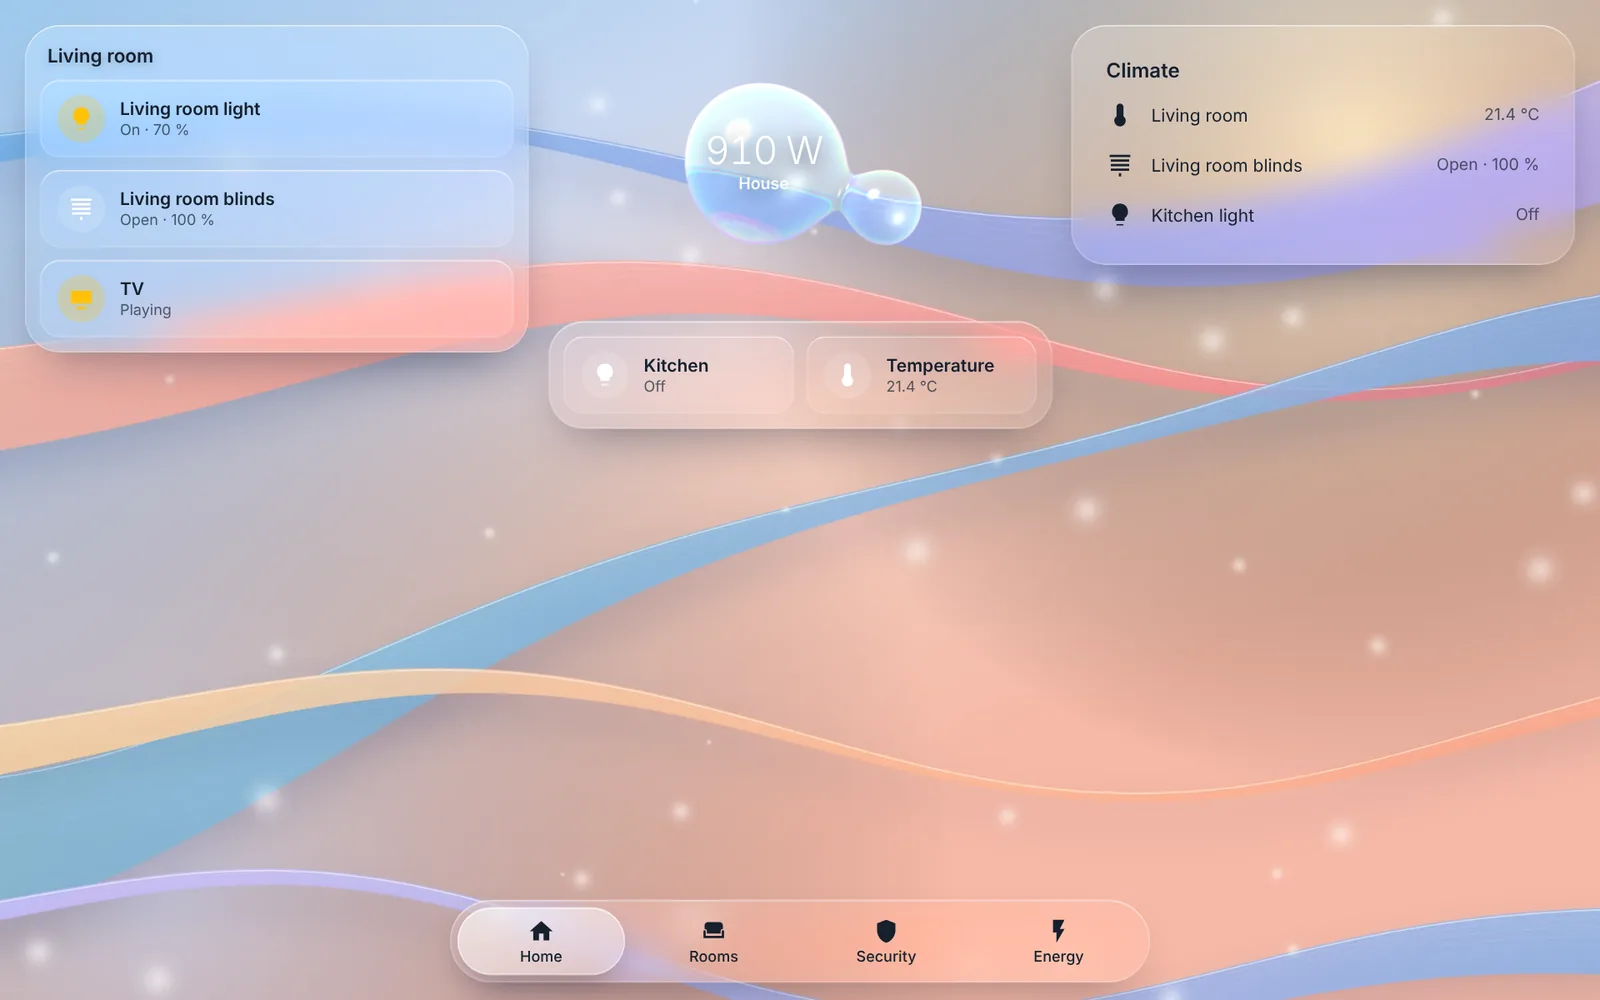 Living room
Living room light
On · 70 %
Living room blinds
Open · 100 %
TV
Playing
910 W
House
Kitchen
Off
Temperature
21.4 °C
Climate
Living room
21.4 °C
Living room blinds
Open · 100 %
Kitchen light
Off
Home
Rooms
Security
Energy